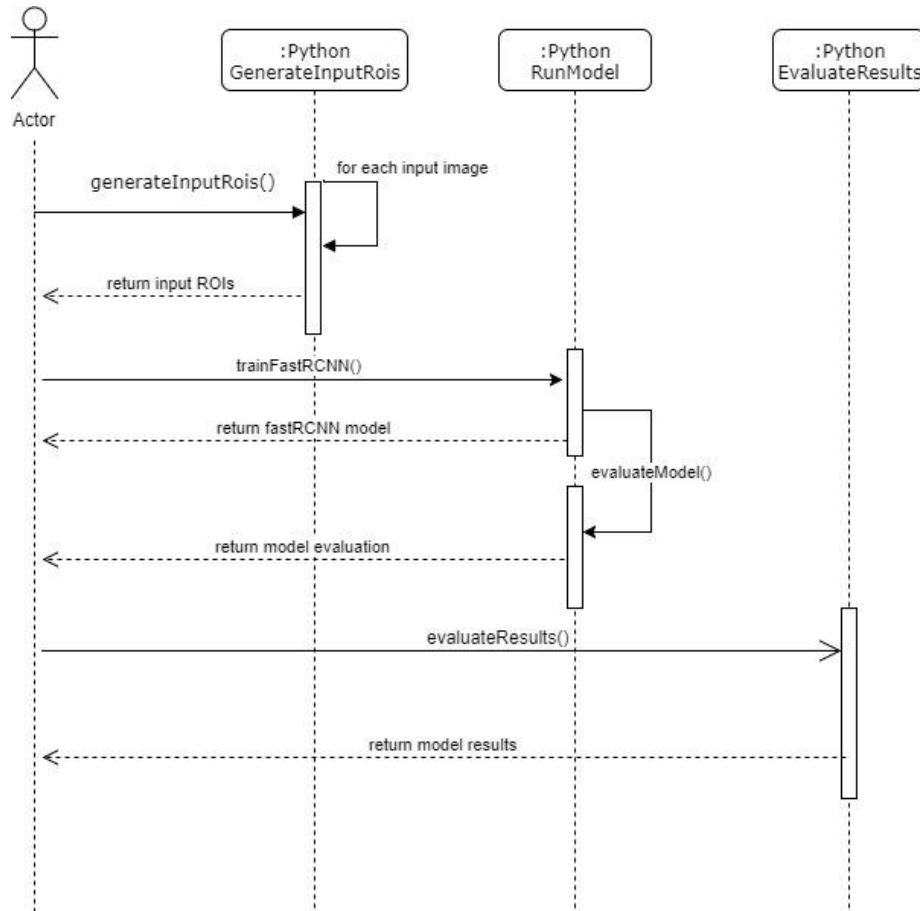 :Python
GenerateInputRois
:Python
RunModel
:Python
EvaluateResults
Actor
for each input image
generateInputRois()
return input ROIs
trainFastRCNN()
return fastRCNN model
evaluateModel()
return model evaluation
evaluateResults()
return model results